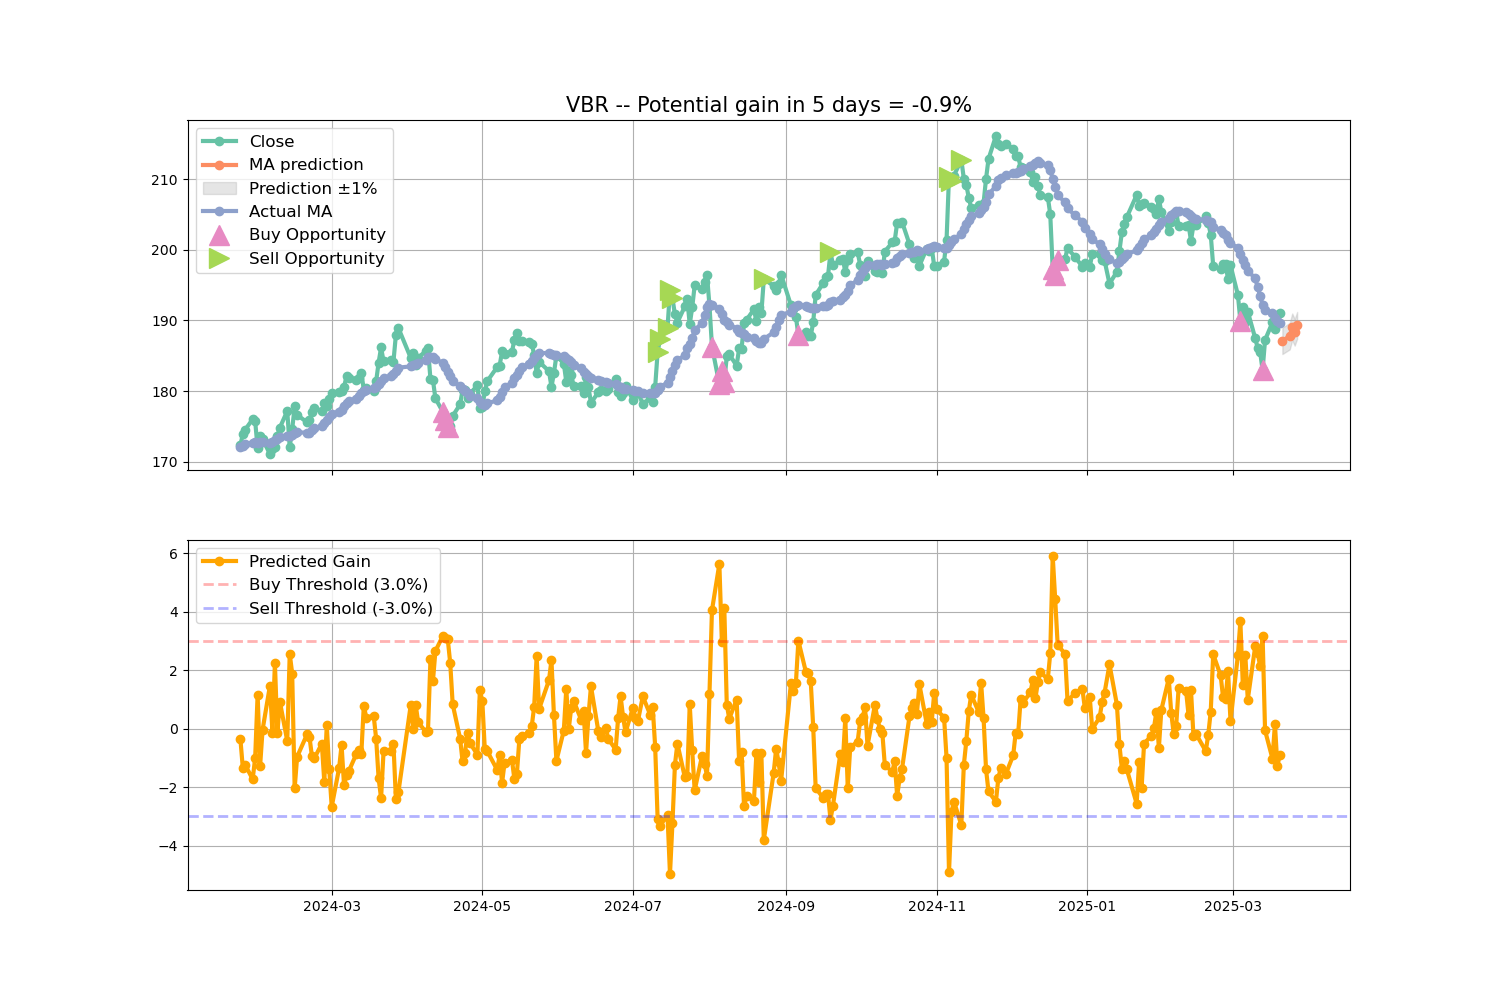 VBR -- Potential gain in 5 days = -0.9%
Close
MA prediction
Prediction ±1%
Actual MA
Buy Opportunity
Sell Opportunity
210
200
190
180
170
Predicted Gain
Buy Threshold (3.0%)
Sell Threshold (-3.0%)
6
4
2
0
−2
−4
2024-03 2024-05 2024-07 2024-09 2024-11 2025-01 2025-03